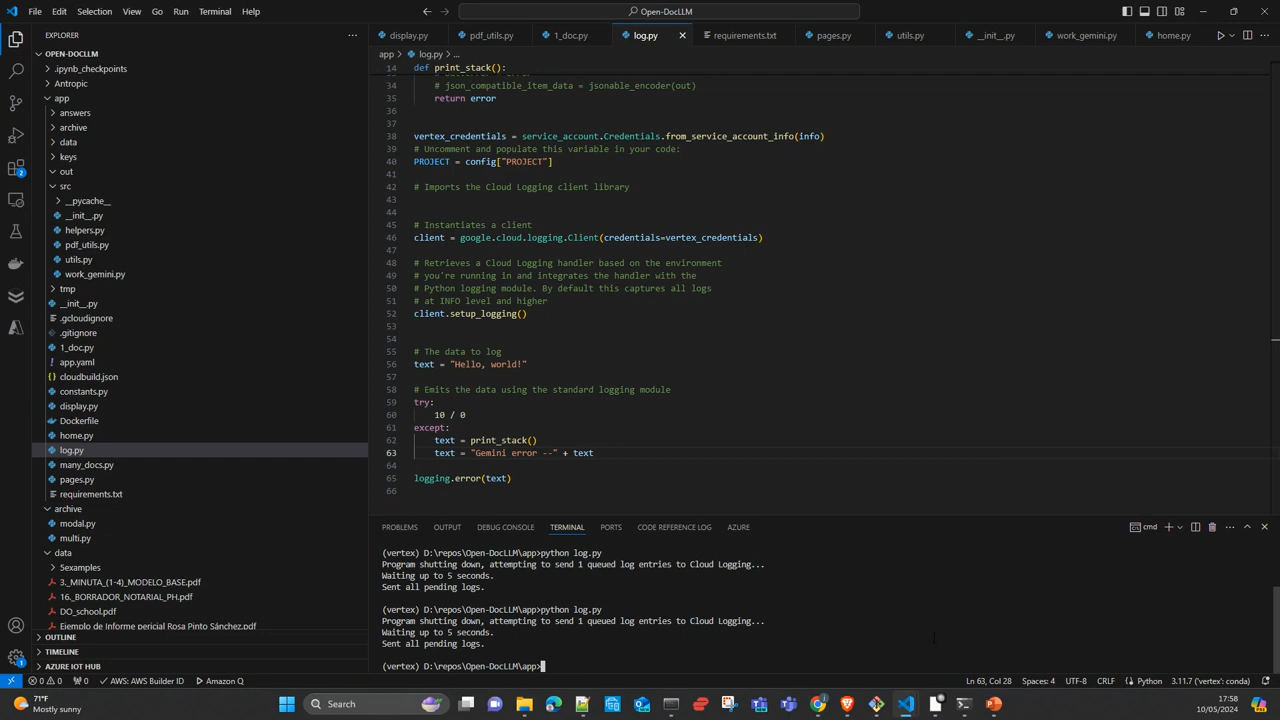 File Edit Selection View Go Run Terminal Help
Open-DocLLM
EXPLORER
display.py pdf_utils.py 1_doc.py log.py requirements.txt pages.py utils.py __init__.py work_gemini.py home.py
OPEN-DOCLLM
.ipynb_checkpoints
Antropic
app
answers
archive
data
keys
out
src
__pycache__
__init__.py
helpers.py
pdf_utils.py
utils.py
work_gemini.py
tmp
__init__.py
.gcloudignore
.gitignore
1_doc.py
app.yaml
cloudbuild.json
constants.py
display.py
Dockerfile
home.py
log.py
many_docs.py
pages.py
requirements.txt
archive
modal.py
multi.py
data
5examples
3._MINUTA_(1-4)_MODELO_BASE.pdf
16._BORRADOR_NOTARIAL_PH.pdf
DO_school.pdf
Ejemplo de Informe pericial Rosa Pinto Sánchez.pdf
OUTLINE
TIMELINE
AZURE IOT HUB
app > log.py > ...
14 def print_stack():
34 # json_compatible_item_data = jsonable_encoder(out)
35 return error
36
37
38 vertex_credentials = service_account.Credentials.from_service_account_info(info)
39 # Uncomment and populate this variable in your code:
40 PROJECT = config["PROJECT"]
41
42 # Imports the Cloud Logging client library
43
44
45 # Instantiates a client
46 client = google.cloud.logging.Client(credentials=vertex_credentials)
47
48 # Retrieves a Cloud Logging handler based on the environment
49 # you're running in and integrates the handler with the
50 # Python logging module. By default this captures all logs
51 # at INFO level and higher
52 client.setup_logging()
53
54
55 # The data to log
56 text = "Hello, world!"
57
58 # Emits the data using the standard logging module
59 try:
60 10 / 0
61 except:
62 text = print_stack()
63 text = "Gemini error --" + text
64
65 logging.error(text)
66
PROBLEMS OUTPUT DEBUG CONSOLE TERMINAL PORTS CODE REFERENCE LOG AZURE
cmd
(vertex) D:\repos\Open-DocLLM\app>python log.py
Program shutting down, attempting to send 1 queued log entries to Cloud Logging...
Waiting up to 5 seconds.
Sent all pending logs.
(vertex) D:\repos\Open-DocLLM\app>python log.py
Program shutting down, attempting to send 1 queued log entries to Cloud Logging...
Waiting up to 5 seconds.
Sent all pending logs.
(vertex) D:\repos\Open-DocLLM\app>
0 0 0 AWS: AWS Builder ID Amazon Q
Ln 63, Col 28 Spaces: 4 UTF-8 CRLF Python 3.11.7 ('vertex': conda)
71°F
Mostly sunny
Search
17:58
10/05/2024